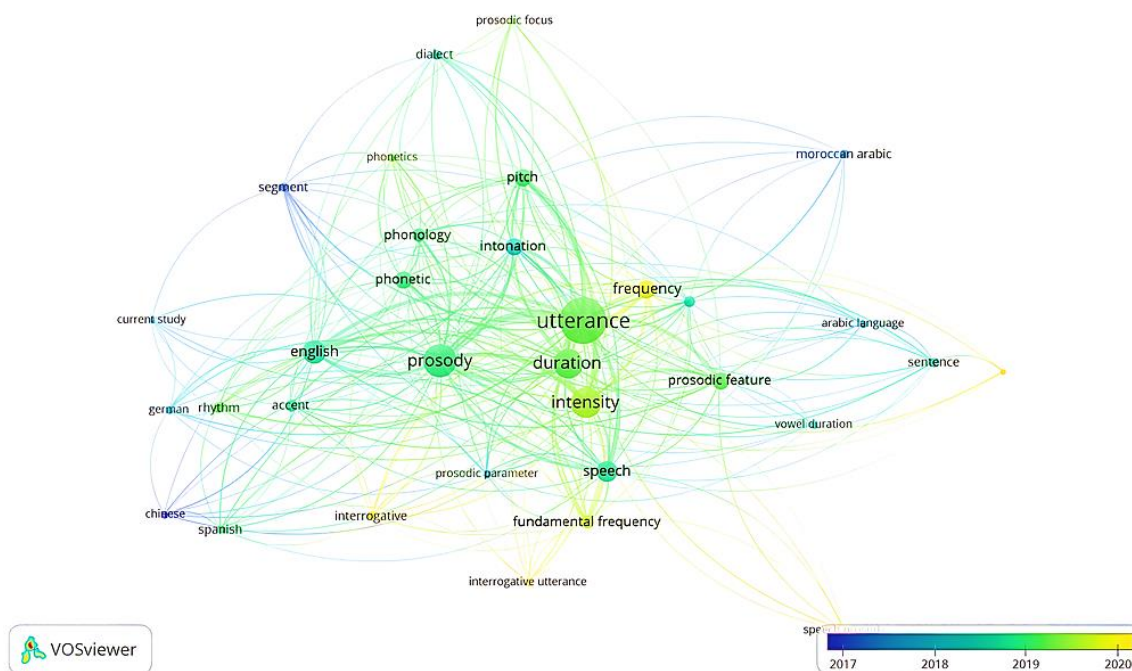 prosodic focus
dialect
moroccan arabic
phonetics
segment
pitch
phonology
intonation
phonetic
frequency
current study
utterance
arabic language
english
prosody
duration
sentence
prosodic feature
intensity
german
rhythm
accent
vowel duration
speech
prosodic parameter
chinese
interrogative
spanish
fundamental frequency
interrogative utterance
VOSviewer
2017
2018
2019
2020